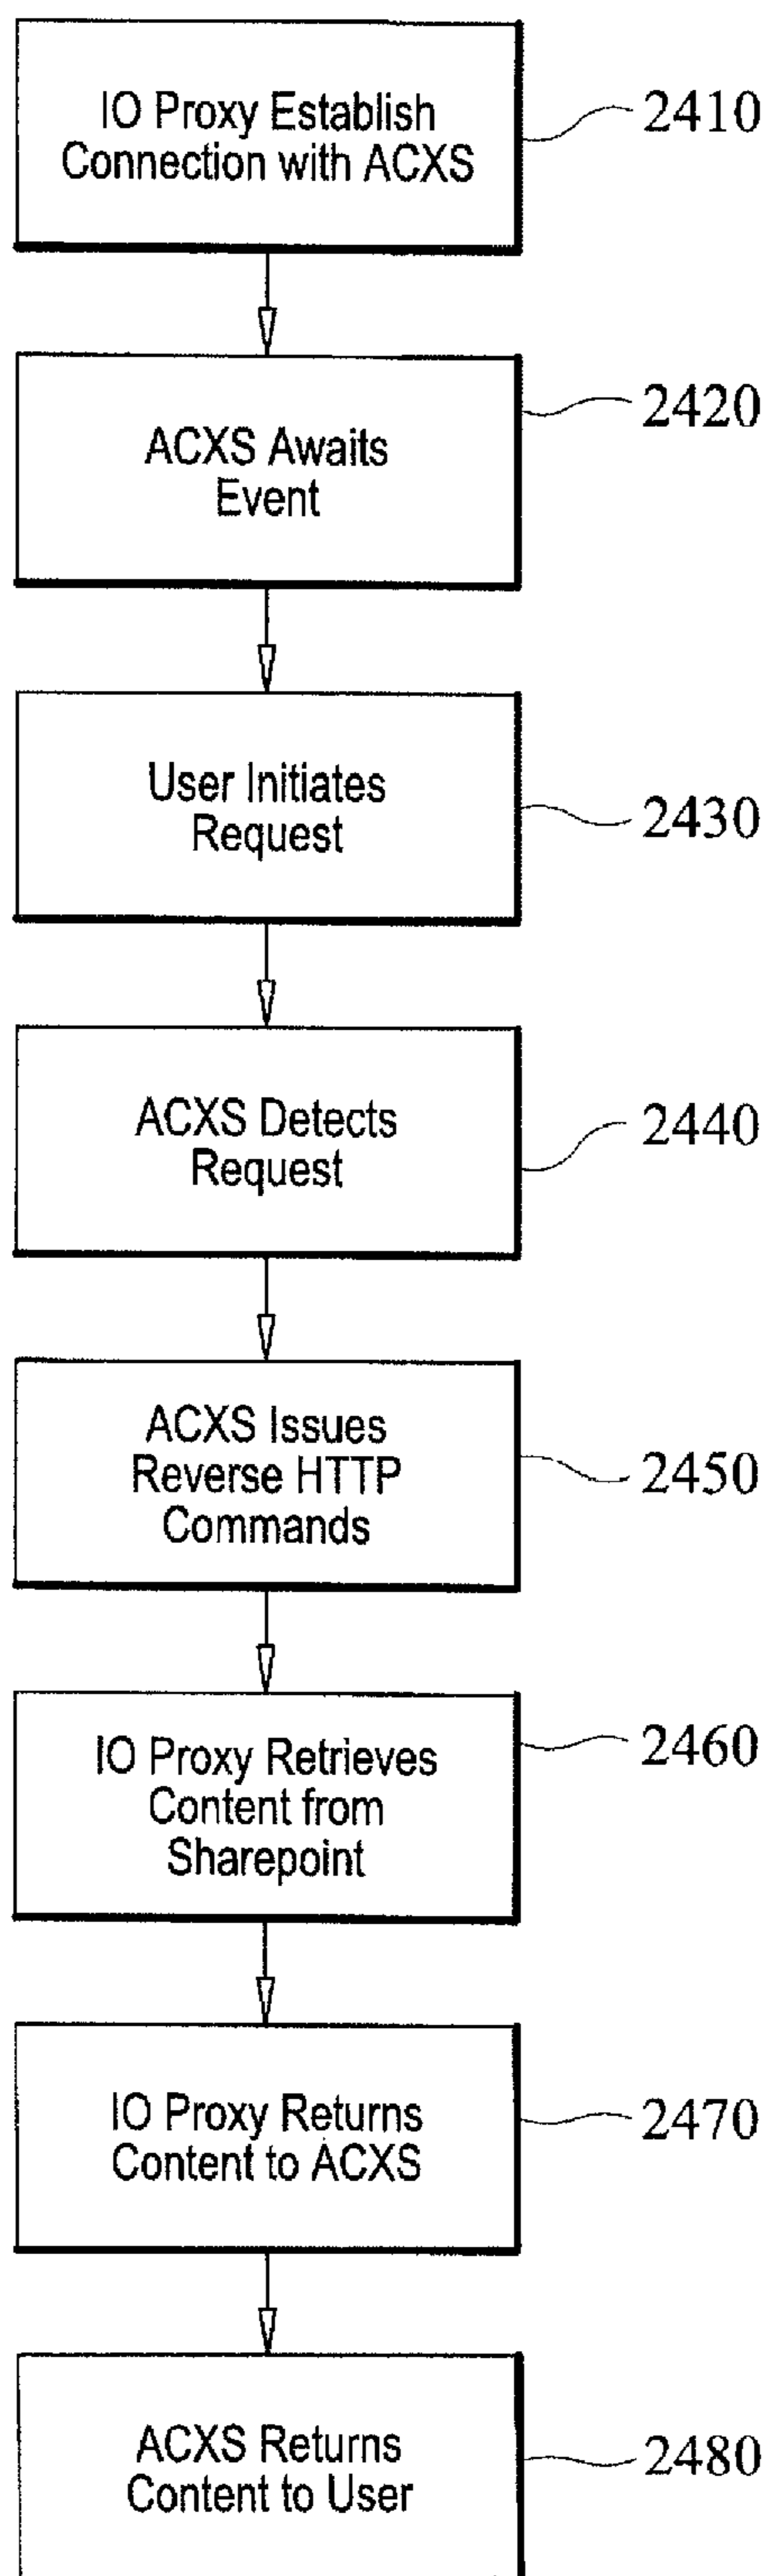 IO Proxy Establish
Connection with ACXS
2410
ACXS Awaits
Event
2420
User Initiates
Request
2430
ACXS Detects
Request
2440
ACXS Issues
Reverse HTTP
Commands
2450
IO Proxy Retrieves
Content from
Sharepoint
2460
IO Proxy Returns
Content to ACXS
2470
ACXS Returns
Content to User
2480